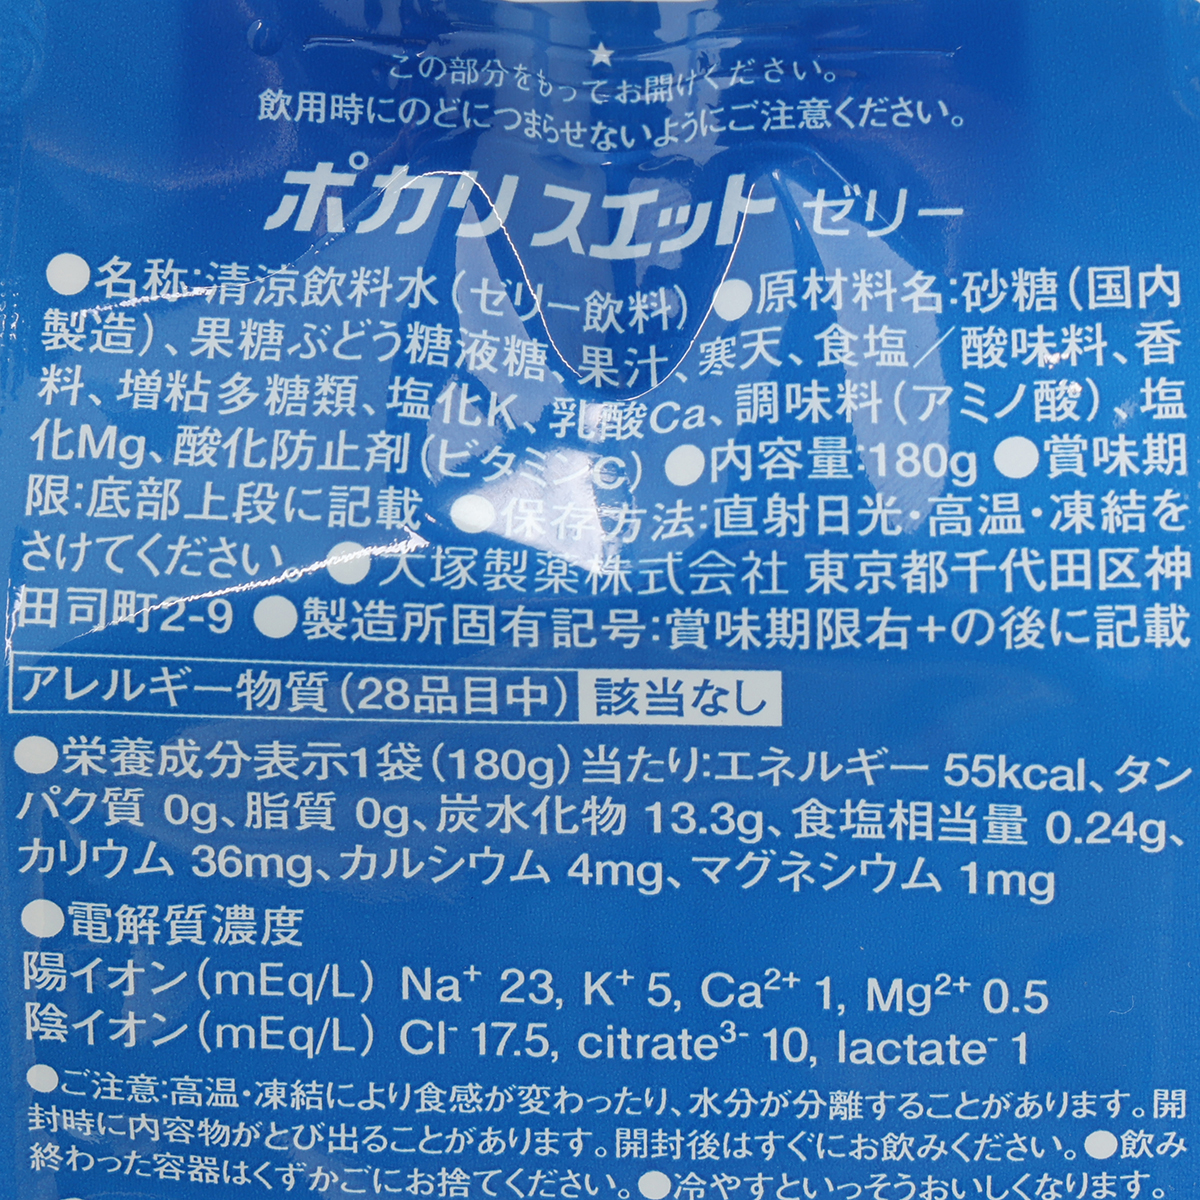 ★
この部分をもってお開けください。
飲用時にのどにつまらせないようにご注意ください。
ポカリスエット ゼリー
●名称:清涼飲料水(ゼリー飲料) ●原材料名:砂糖(国内
製造)、果糖ぶどう糖液糖、果汁、寒天、食塩/酸味料、香
料、増粘多糖類、塩化K、乳酸Ca、調味料(アミノ酸)、塩
化Mg、酸化防止剤(ビタミンC) ●内容量:180g ●賞味期
限:底部上段に記載 ●保存方法:直射日光・高温・凍結を
さけてください ●大塚製薬株式会社 東京都千代田区神
田司町2-9 ●製造所固有記号:賞味期限右+の後に記載
アレルギー物質(28品目中) 該当なし
●栄養成分表示1袋(180g)当たり:エネルギー 55kcal、タン
パク質 0g、脂質 0g、炭水化物 13.3g、食塩相当量 0.24g、
カリウム 36mg、カルシウム 4mg、マグネシウム 1mg
●電解質濃度
陽イオン(mEq/L) Na⁺ 23, K⁺ 5, Ca²⁺ 1, Mg²⁺ 0.5
陰イオン(mEq/L) Cl⁻ 17.5, citrate³⁻ 10, lactate⁻ 1
●ご注意:高温・凍結により食感が変わったり、水分が分離することがあります。開
封時に内容物がとび出ることがあります。開封後はすぐにお飲みください。●飲み
終わった容器はくずかごにお捨てください。●冷やすといっそうおいしくなります。